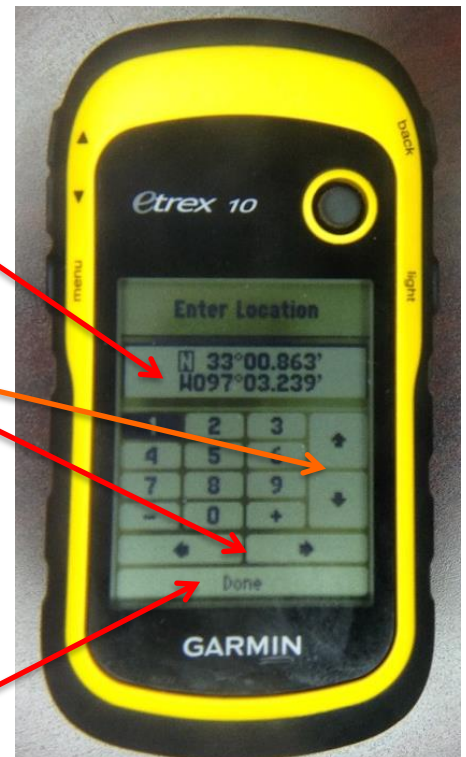 back
etrex 10
menu
light
Enter Location
N 33°00.863'
W097°03.239'
1 2 3
4 5 6
7 8 9
- 0 +
Done
GARMIN